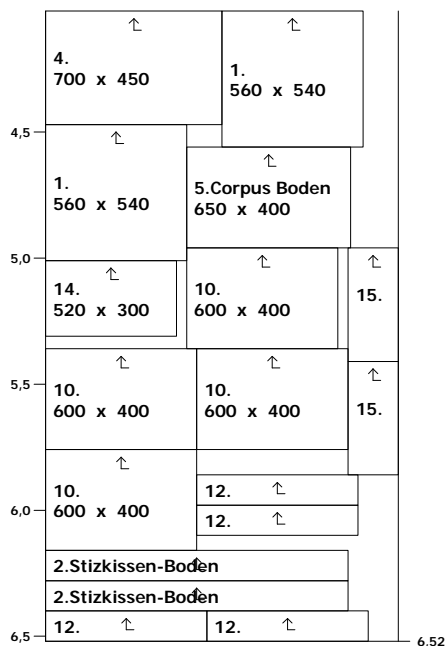 4.
700 x 450
1.
560 x 540
4,5
1.
560 x 540
5.Corpus Boden
650 x 400
5,0
14.
520 x 300
10.
600 x 400
15.
5,5
10.
600 x 400
10.
600 x 400
15.
10.
600 x 400
12.
6,0
12.
2.Stizkissen-Boden
2.Stizkissen-Boden
12.
12.
6,5
6.52